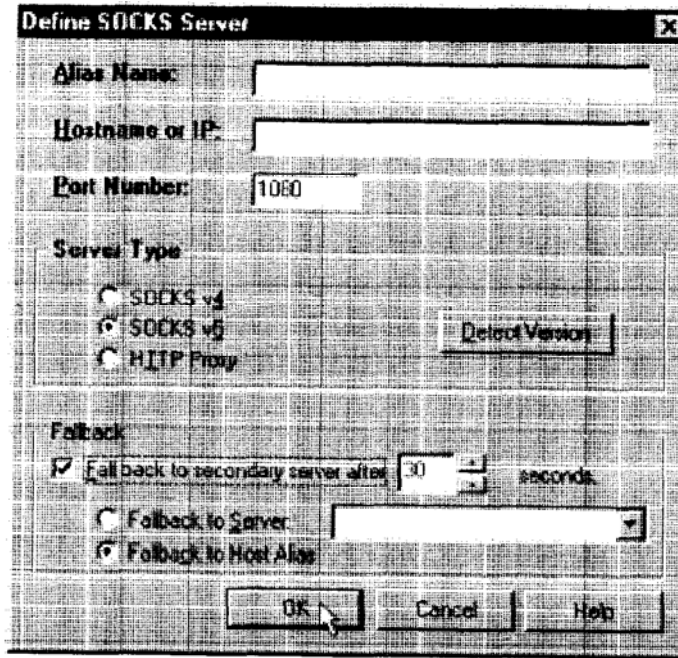 Define SOCKS Server
Alias Name:
Hostname or IP:
Port Number: 1080
Server Type
SOCKS v4
SOCKS v5
HTTP Proxy
Detect Version
Fallback
Fall back to secondary server after 30 seconds.
Fallback to Server:
Fallback to Host Alias
OK Cancel Help